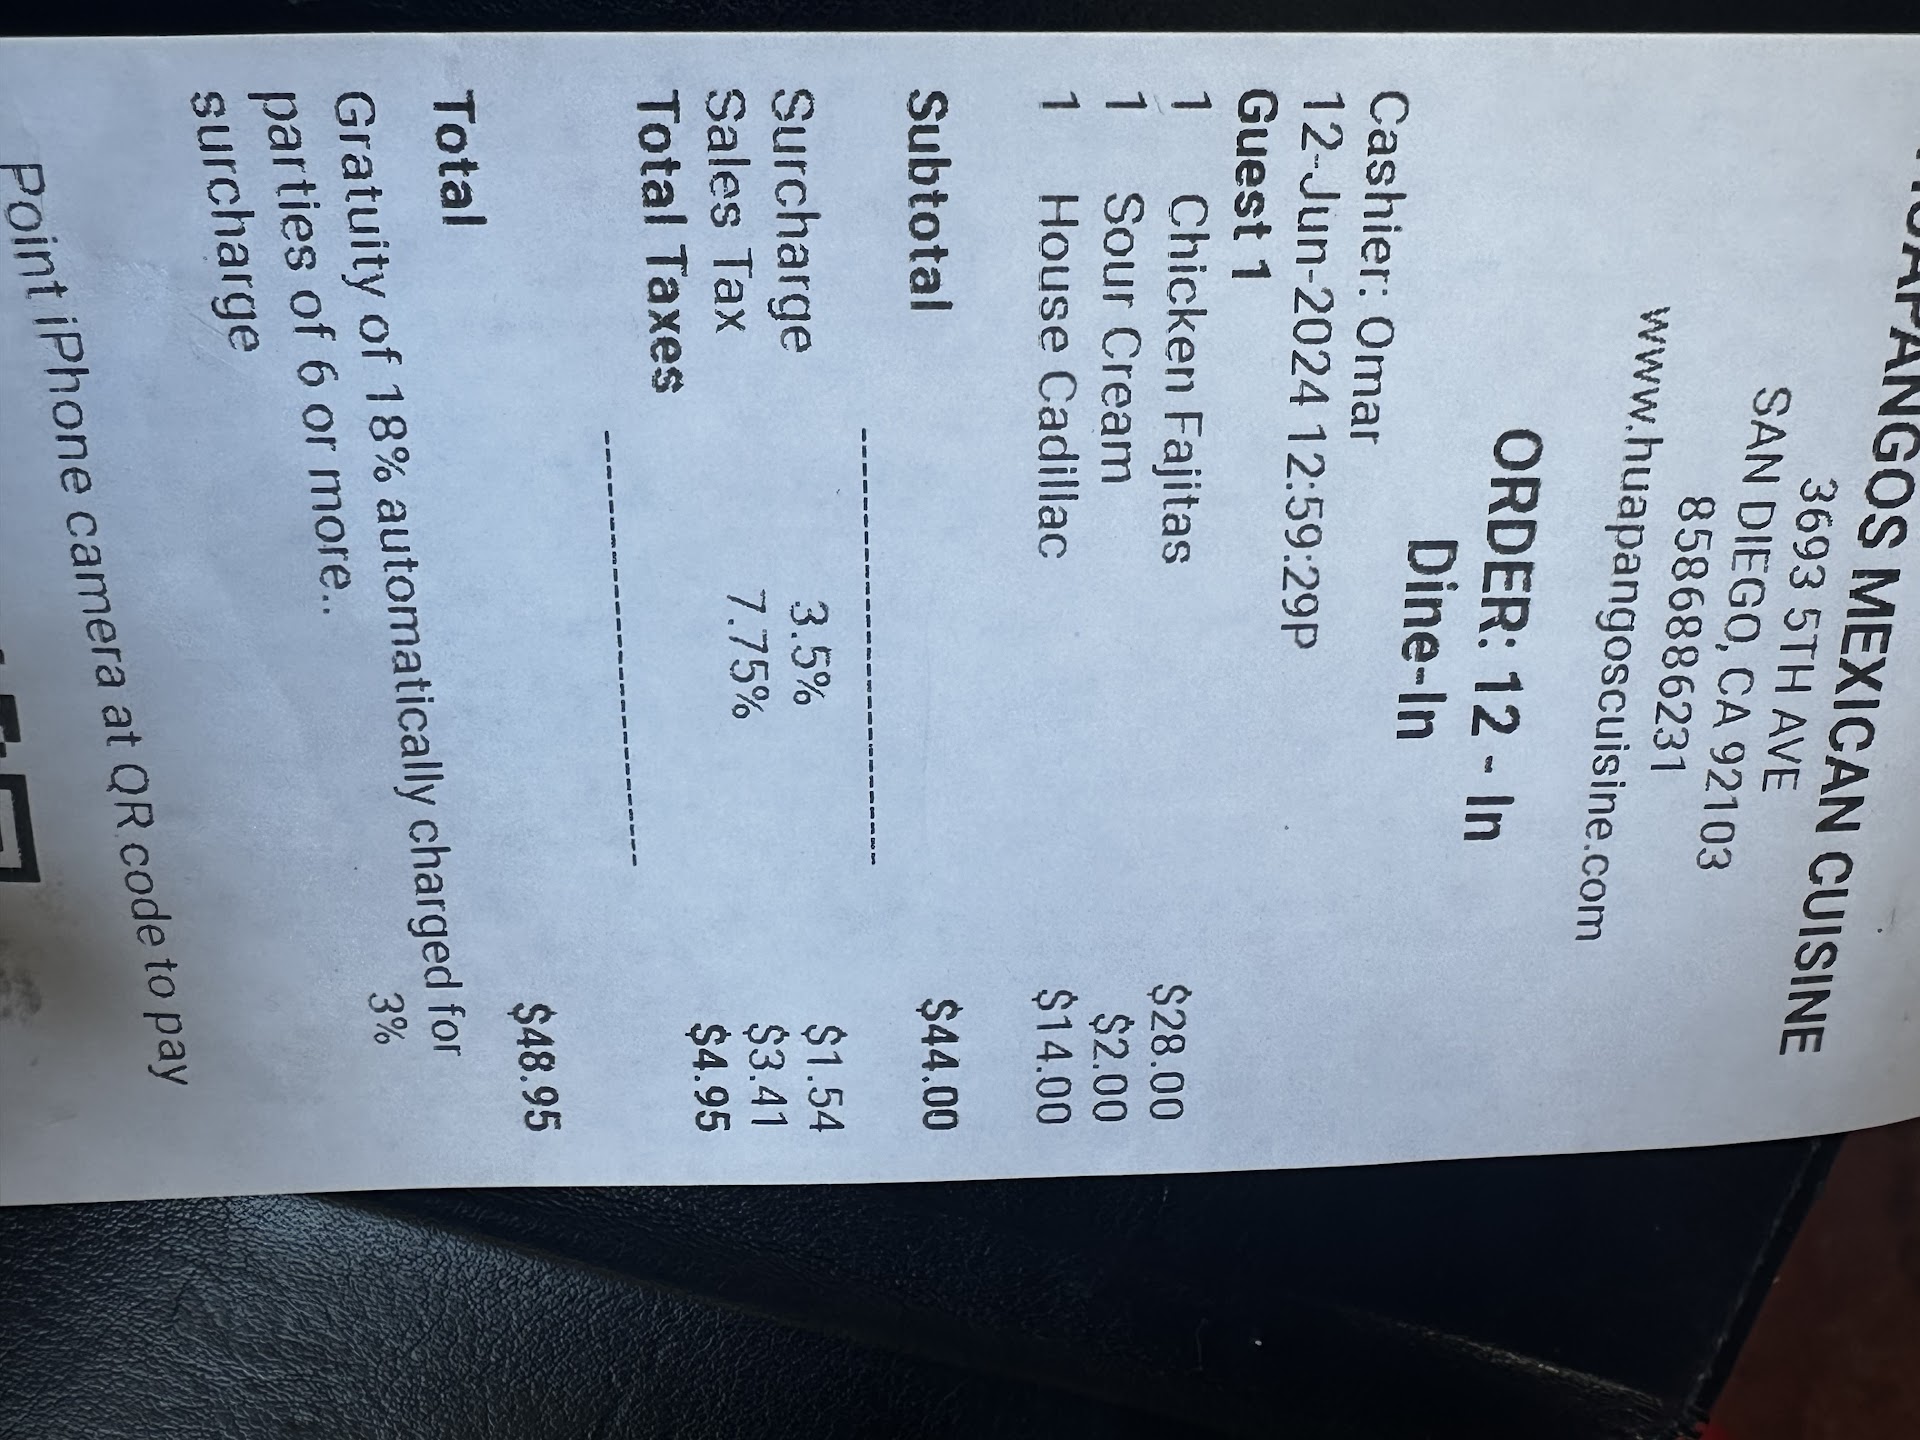 HUAPANGOS MEXICAN CUISINE
3693 5TH AVE
SAN DIEGO, CA 92103
8586886231
www.huapangoscuisine.com
ORDER: 12 - In
Dine-In
Cashier: Omar
12-Jun-2024 12:59:29P
Guest 1
1 Chicken Fajitas $28.00
1 Sour Cream $2.00
1 House Cadillac $14.00
Subtotal $44.00
Surcharge 3.5% $1.54
Sales Tax 7.75% $3.41
Total Taxes $4.95
Total $48.95
Gratuity of 18% automatically charged for
parties of 6 or more.. 3%
surcharge
Point iPhone camera at QR code to pay